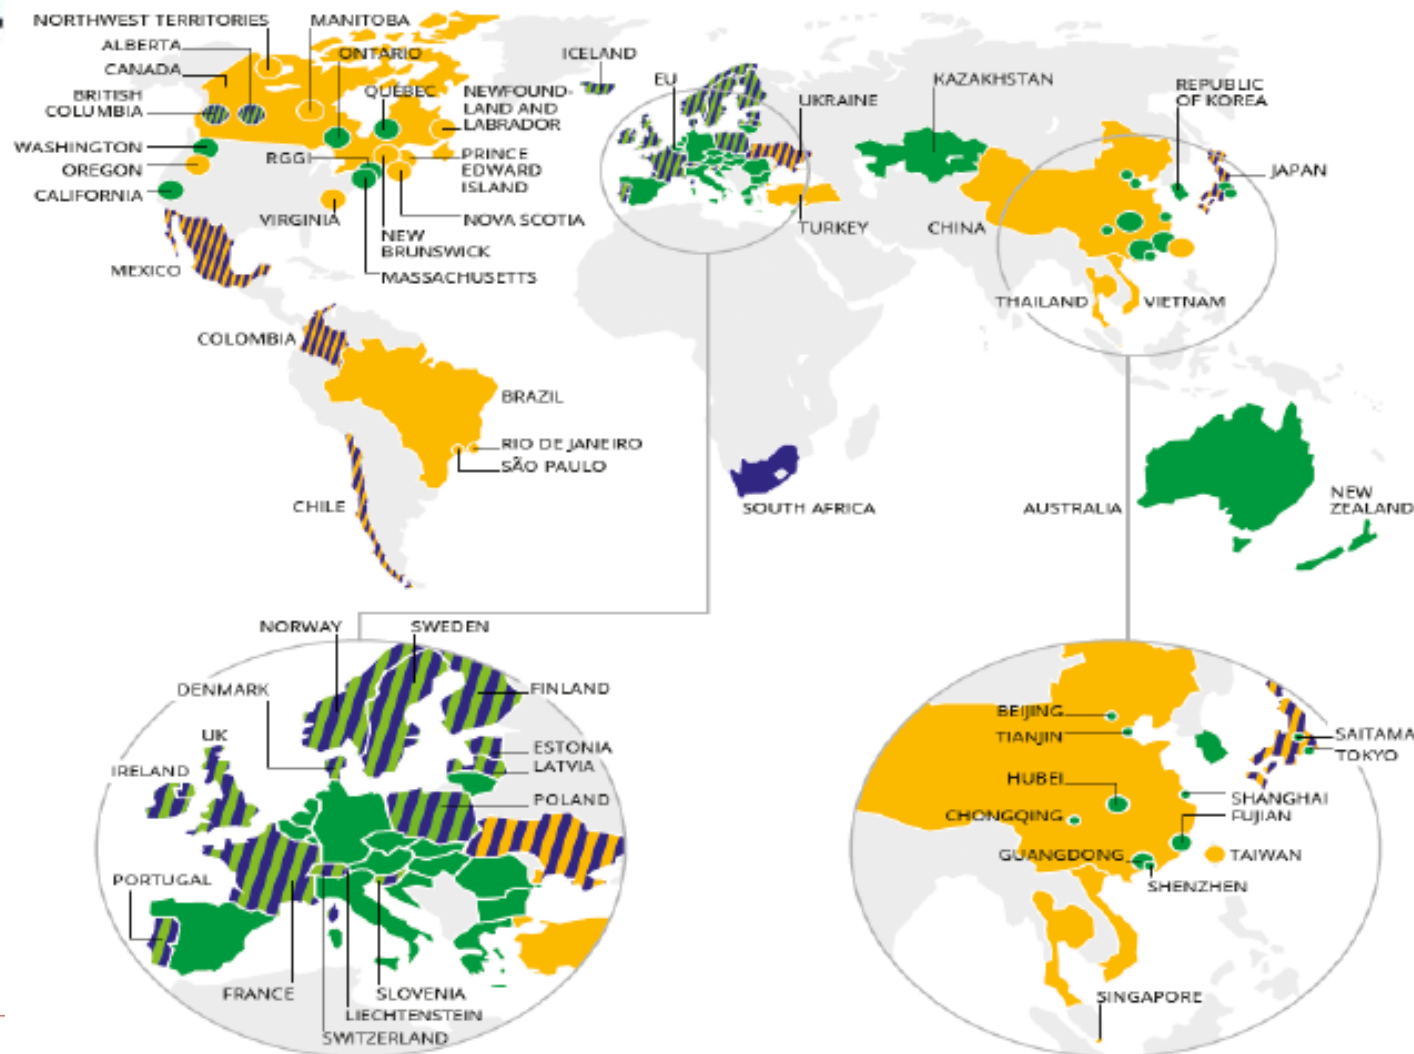 NORTHWEST TERRITORIES
MANITOBA
ALBERTA
ONTARIO
CANADA
QUÉBEC
BRITISH
COLUMBIA
NEWFOUND-
LAND AND
LABRADOR
WASHINGTON
RGGI
OREGON
PRINCE
EDWARD
ISLAND
CALIFORNIA
VIRGINIA
NOVA SCOTIA
NEW
BRUNSWICK
MEXICO
MASSACHUSETTS
ICELAND
EU
UKRAINE
KAZAKHSTAN
REPUBLIC
OF KOREA
JAPAN
TURKEY
CHINA
THAILAND
VIETNAM
COLOMBIA
BRAZIL
RIO DE JANEIRO
SÃO PAULO
CHILE
SOUTH AFRICA
AUSTRALIA
NEW
ZEALAND
NORWAY
SWEDEN
DENMARK
FINLAND
UK
ESTONIA
IRELAND
LATVIA
POLAND
PORTUGAL
FRANCE
SLOVENIA
LIECHTENSTEIN
SWITZERLAND
BEIJING
TIANJIN
SAITAMA
TOKYO
HUBEI
SHANGHAI
CHONGQING
FUJIAN
GUANGDONG
TAIWAN
SHENZHEN
SINGAPORE